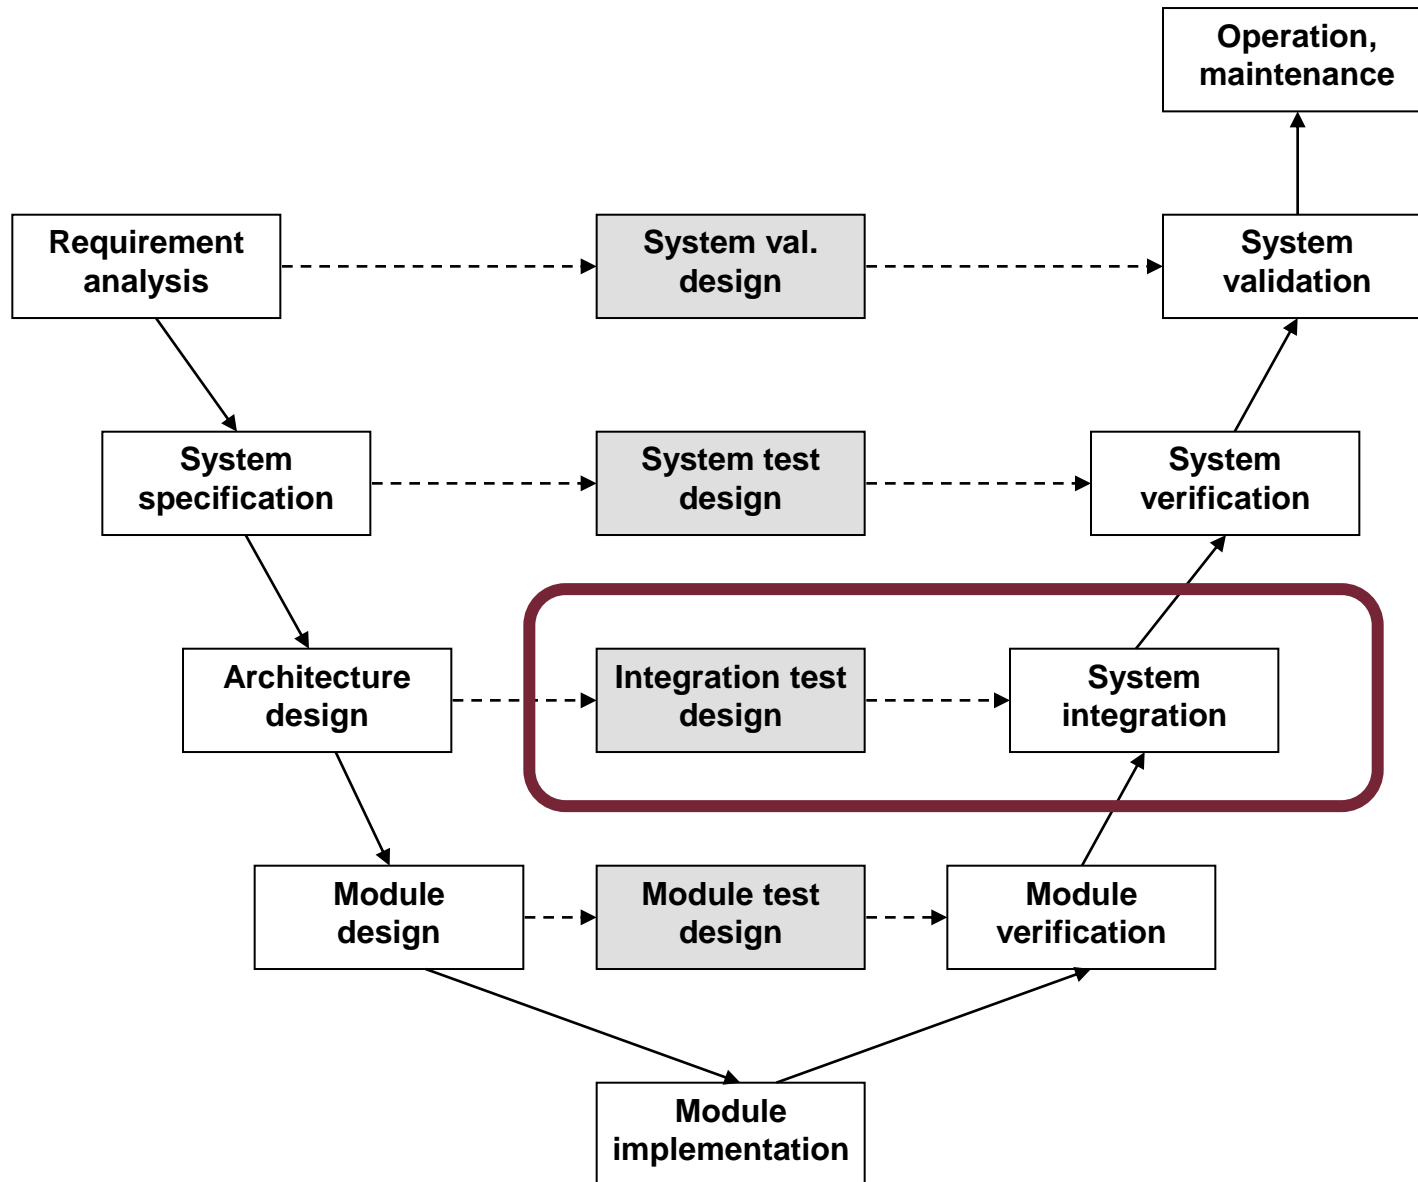 Operation,
maintenance
Requirement
analysis
System val.
design
System
validation
System
specification
System test
design
System
verification
Architecture
design
Integration test
design
System
integration
Module
design
Module test
design
Module
verification
Module
implementation